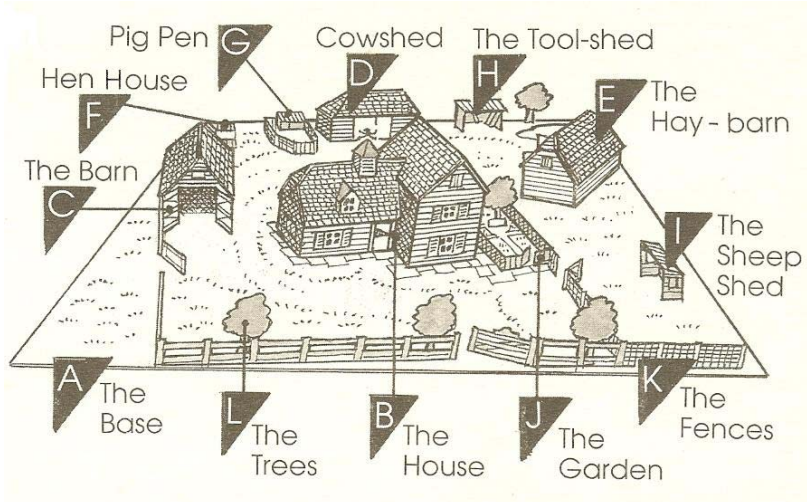 Pig Pen G
Cowshed
D
The Tool-shed
H
Hen House
F
E
The
Hay - barn
The Barn
C
I
The
Sheep
Shed
A
The
Base
L
The
Trees
B
The
House
J
The
Garden
K
The
Fences